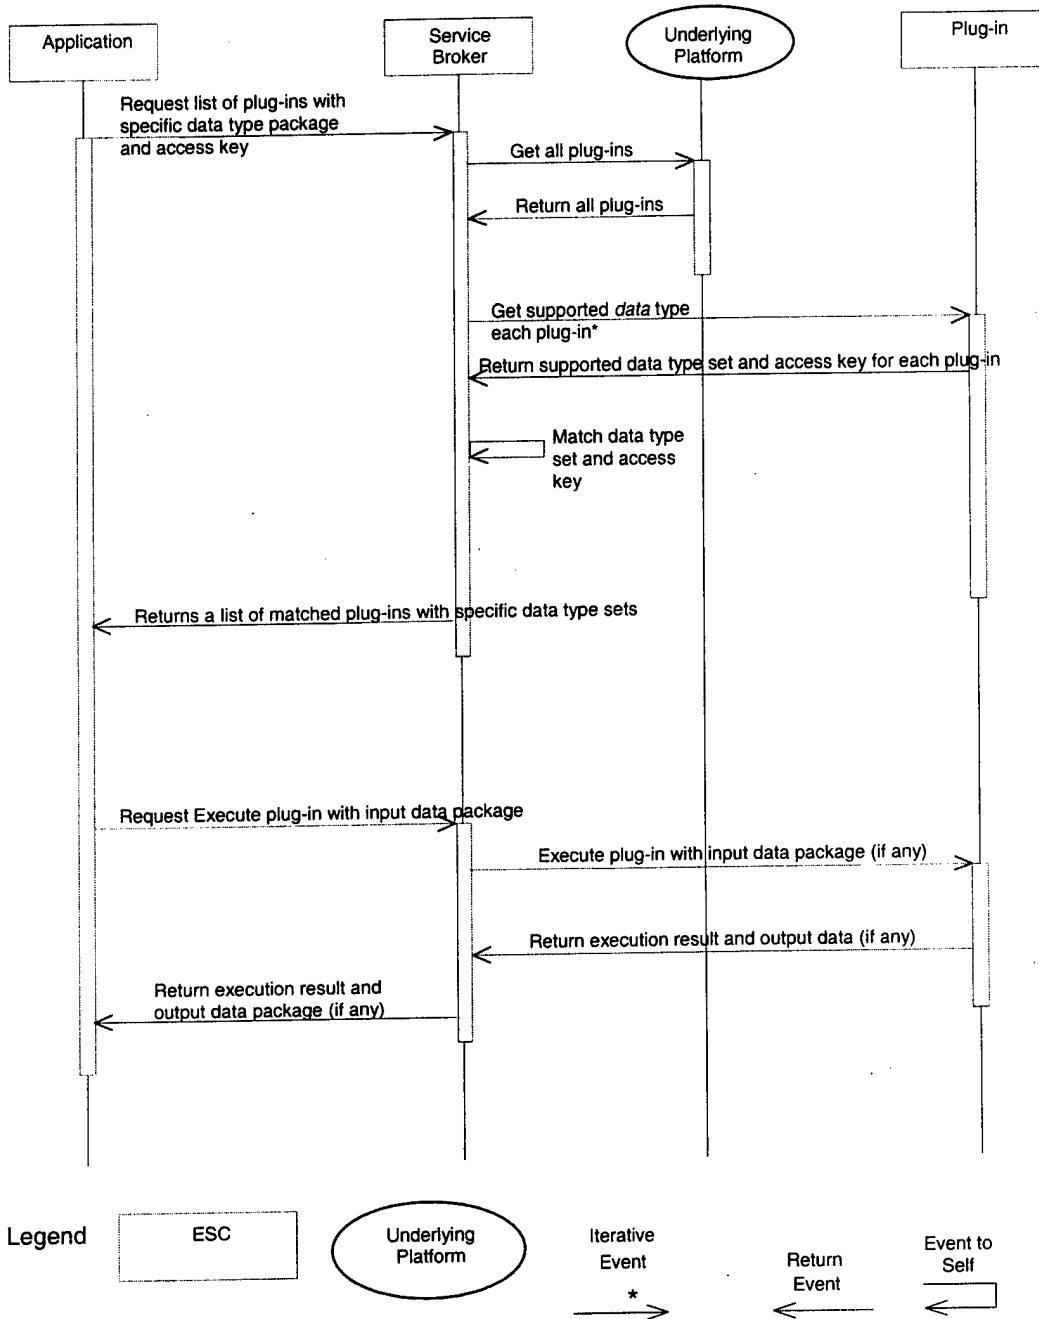 Application
Service
Broker
Underlying
Platform
Plug-in
Request list of plug-ins with
specific data type package
and access key
Get all plug-ins
Return all plug-ins
Get supported data type
each plug-in*
Return supported data type set and access key for each plug-in
Match data type
set and access
key
Returns a list of matched plug-ins with specific data type sets
Request Execute plug-in with input data package
Execute plug-in with input data package (if any)
Return execution result and output data (if any)
Return execution result and
output data package (if any)
Legend
ESC
Underlying
Platform
Iterative
Event
*
Return
Event
Event to
Self